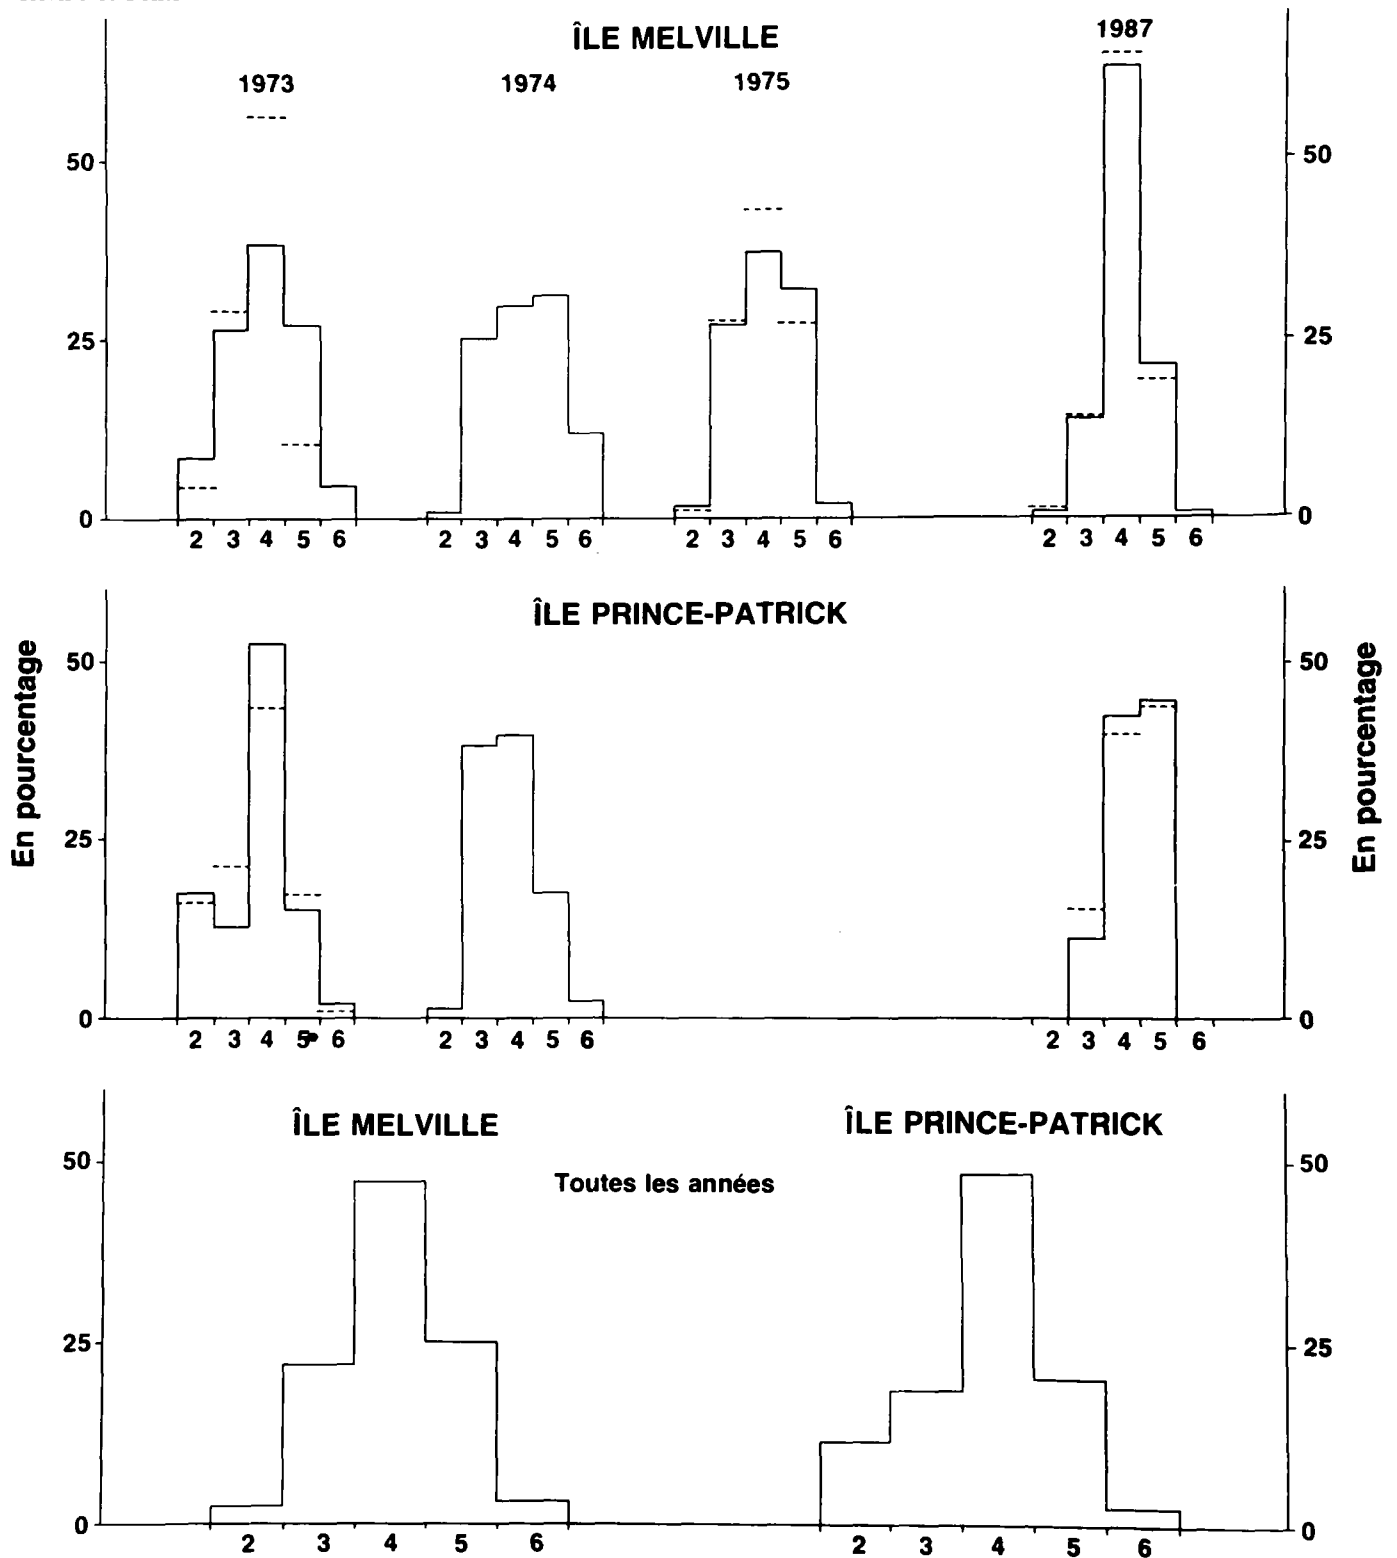 ÎLE MELVILLE
1973 1974 1975 1987
50 50
25 25
0 0
2 3 4 5 6 2 3 4 5 6 2 3 4 5 6 2 3 4 5 6
ÎLE PRINCE-PATRICK
En pourcentage
En pourcentage
50 50
25 25
0 0
2 3 4 5 6 2 3 4 5 6 2 3 4 5 6
ÎLE MELVILLE ÎLE PRINCE-PATRICK
Toutes les années
50 50
25 25
0 0
2 3 4 5 6 2 3 4 5 6